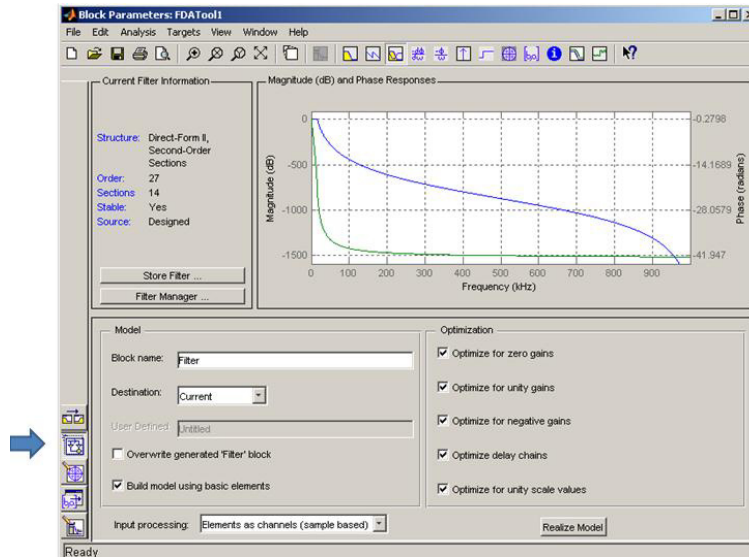 Block Parameters: FDATool1
File Edit Analysis Targets View Window Help
Current Filter Information
Structure: Direct-Form II, Second-Order Sections
Order: 27
Sections 14
Stable: Yes
Source: Designed
Store Filter ...
Filter Manager ...
Magnitude (dB) and Phase Responses
Magnitude (dB)
0
-500
-1000
-1500
-0.2798
-14.1689
-28.0579
-41.947
Phase (radians)
0 100 200 300 400 500 600 700 800 900
Frequency (kHz)
Model
Block name: Filter
Destination: Current
User Defined: Untitled
Overwrite generated 'Filter' block
Build model using basic elements
Optimization
Optimize for zero gains
Optimize for unity gains
Optimize for negative gains
Optimize delay chains
Optimize for unity scale values
Input processing: Elements as channels (sample based)
Realize Model
Ready